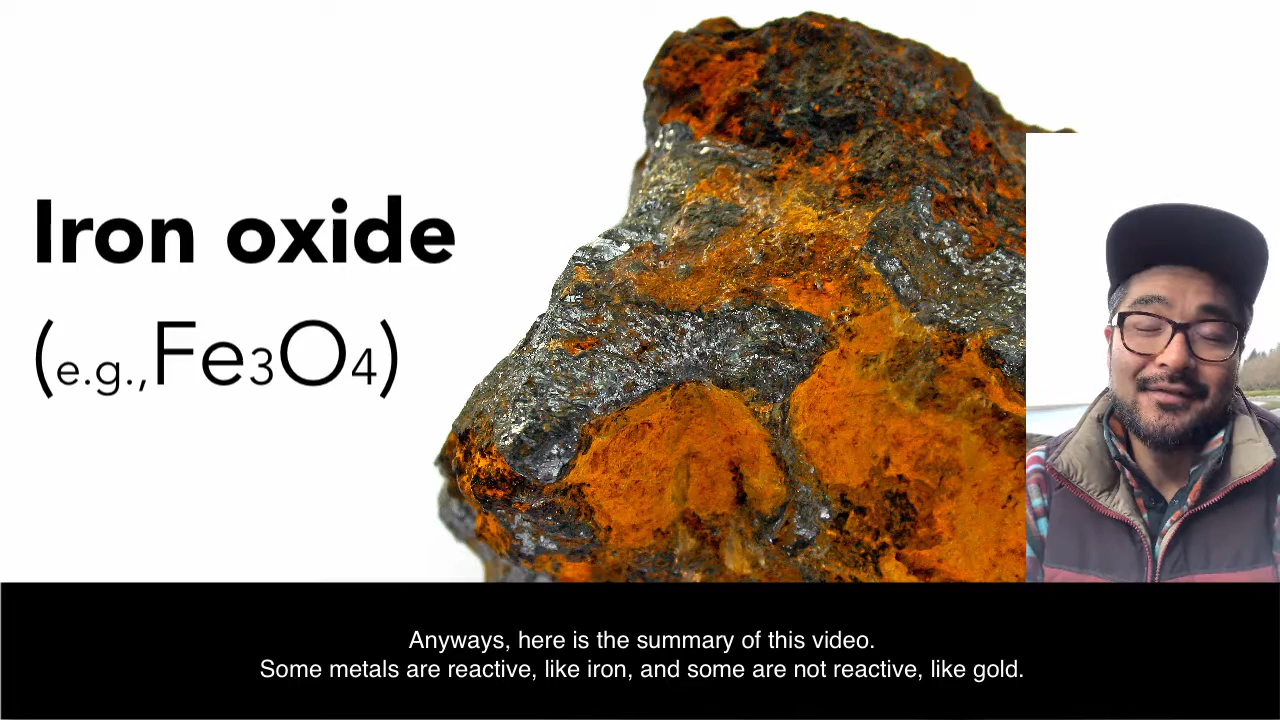 Iron oxide
(e.g.,Fe3O4)
Anyways, here is the summary of this video.
Some metals are reactive, like iron, and some are not reactive, like gold.